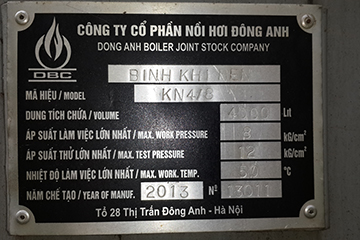 CÔNG TY CỔ PHẦN NỒI HƠI ĐÔNG ANH
DONG ANH BOILER JOINT STOCK COMPANY
DBC
BÌNH KHÍ NÉN
MÃ HIỆU / MODEL KN4/8
DUNG TÍCH CHỨA / VOLUME 4500 Lít
ÁP SUẤT LÀM VIỆC LỚN NHẤT / MAX. WORK PRESSURE 8 kG/cm²
ÁP SUẤT THỬ LỚN NHẤT / MAX. TEST PRESSURE 12 kG/cm²
NHIỆT ĐỘ LÀM VIỆC LỚN NHẤT / MAX. WORK. TEMP. °C
NĂM CHẾ TẠO / YEAR OF MANUF. 2013 Nº 13011
Tổ 28 Thị Trấn Đông Anh - Hà Nội